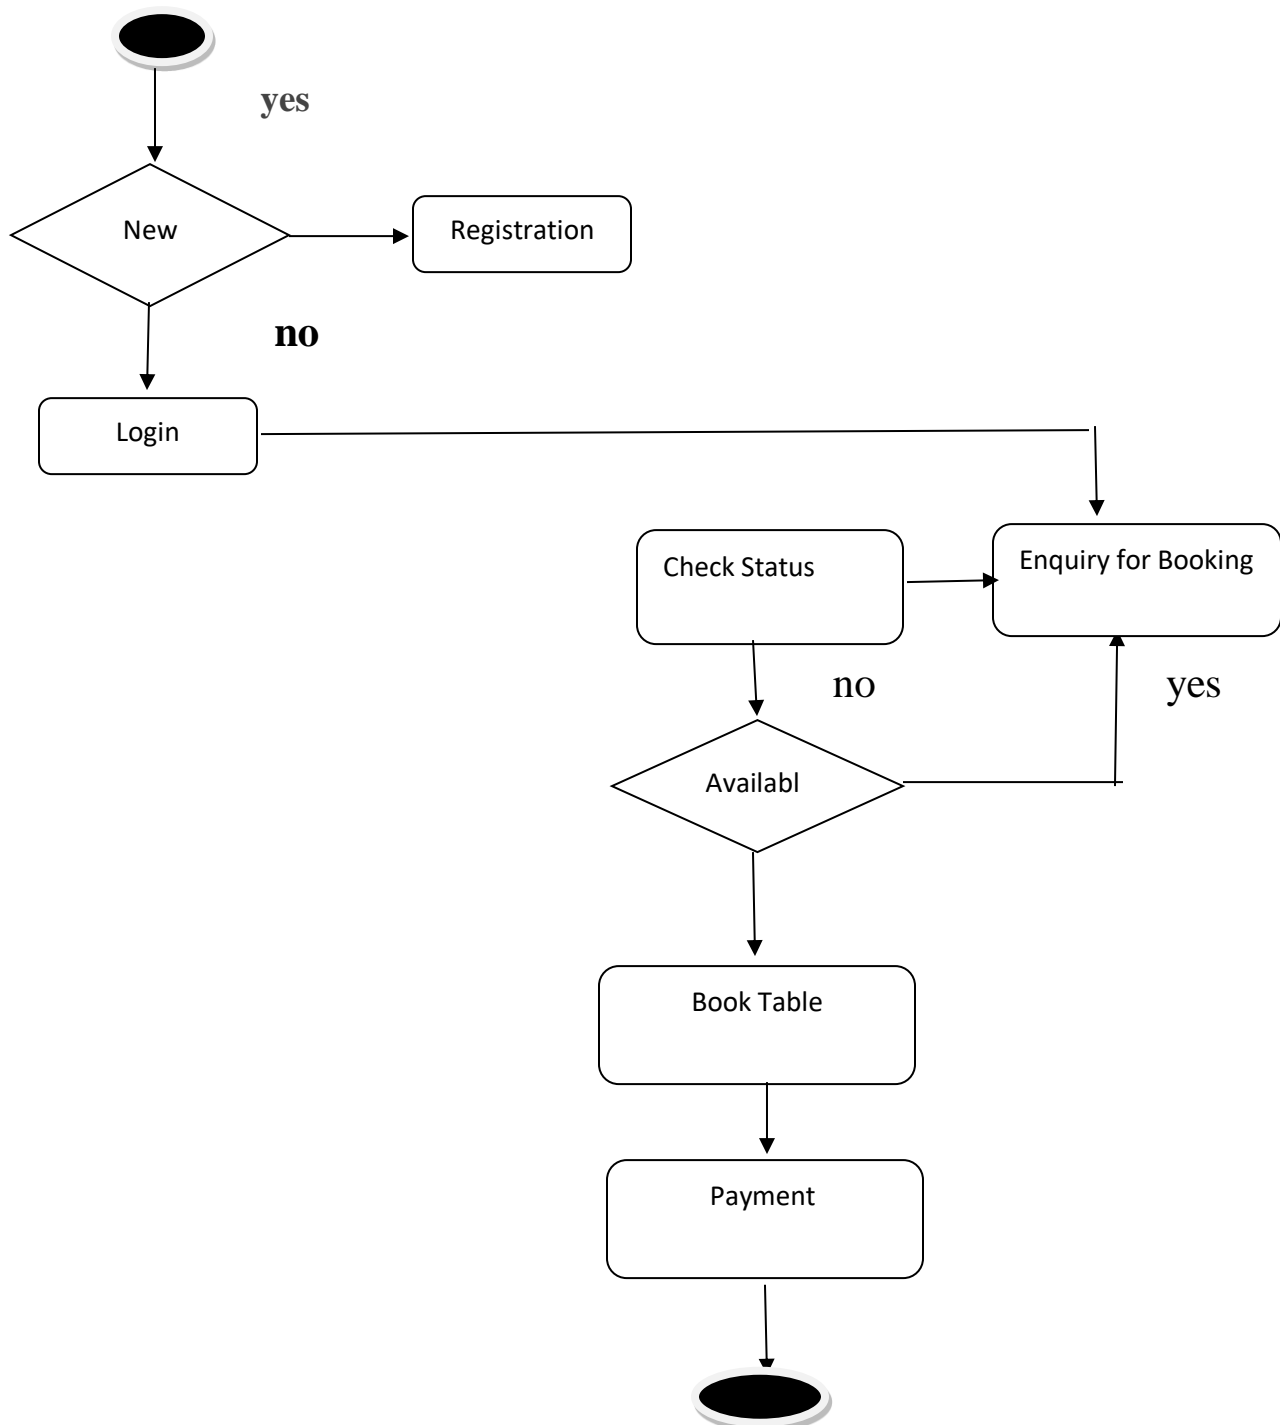 yes
New
Registration
no
Login
Check Status
Enquiry for Booking
no
yes
Availabl
Book Table
Payment